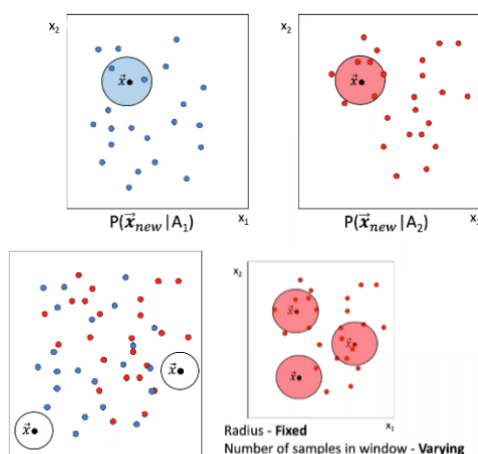 x₂
x⃗
x₁
P(x⃗new|A₁)
x₂
x⃗
P(x⃗new|A₂)
x⃗
x⃗
x₂
x⃗
x⃗
x⃗
x₁
Radius - Fixed
Number of samples in window - Varying